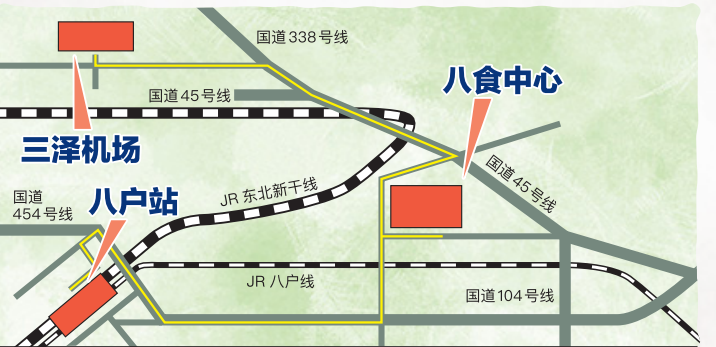 国道338号线
八食中心
国道45号线
三泽机场
国道45号线
JR 东北新干线
国道
454号线
八户站
JR 八户线
国道104号线